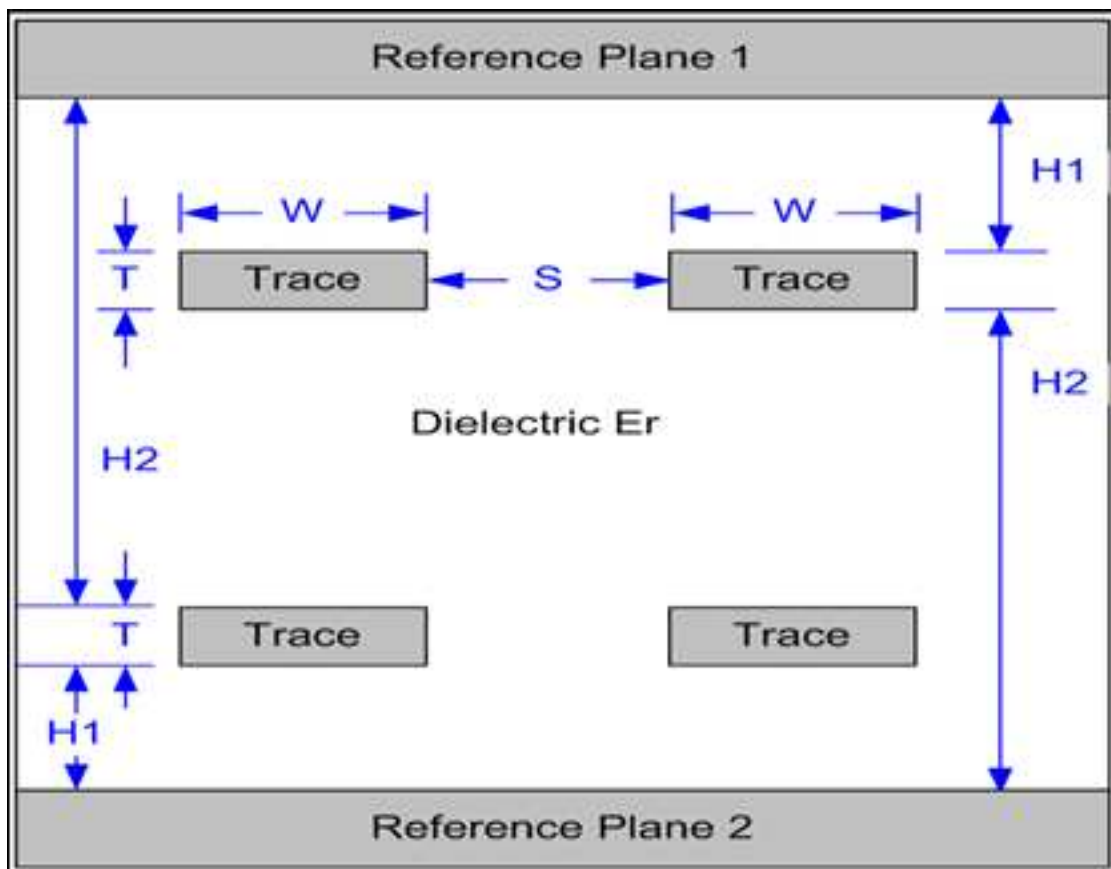 Reference Plane 1
H1
W
W
T
Trace
S
Trace
H2
Dielectric Er
H2
T
Trace
Trace
H1
Reference Plane 2